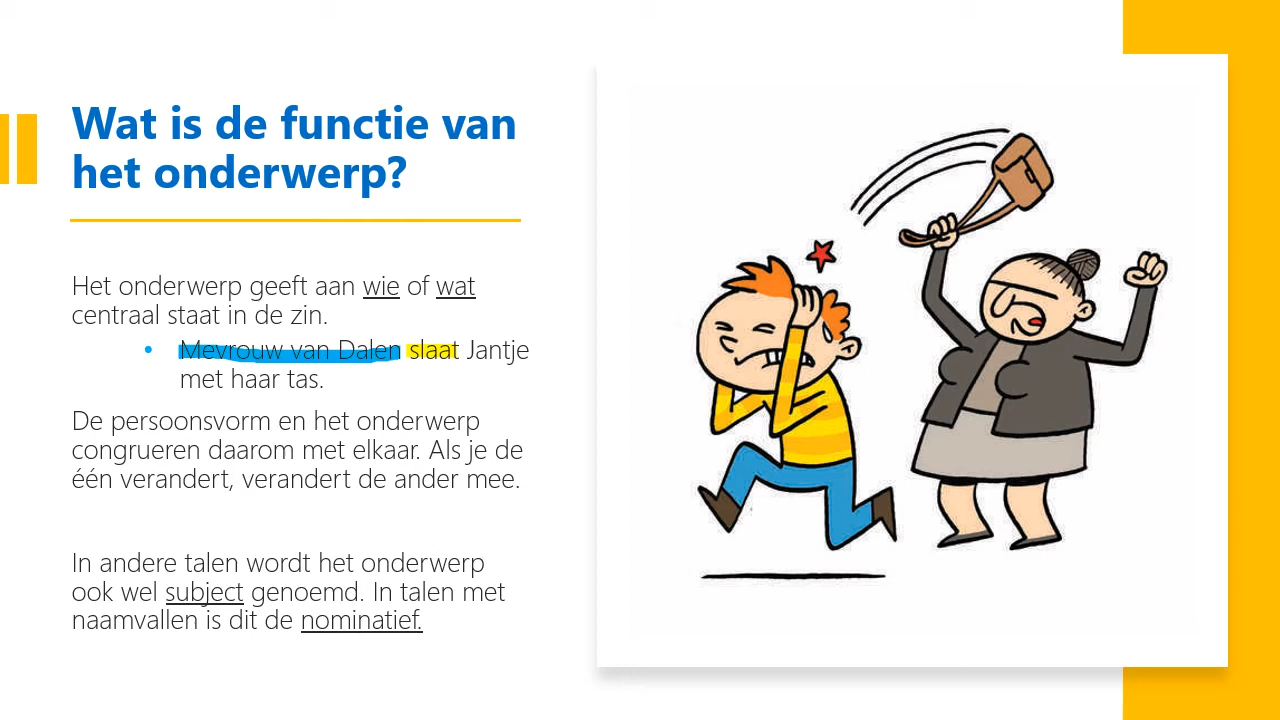 Wat is de functie van
het onderwerp?
Het onderwerp geeft aan wie of wat
centraal staat in de zin.
• Mevrouw van Dalen slaat Jantje
met haar tas.
De persoonsvorm en het onderwerp
congrueren daarom met elkaar. Als je de
één verandert, verandert de ander mee.
In andere talen wordt het onderwerp
ook wel subject genoemd. In talen met
naamvallen is dit de nominatief.